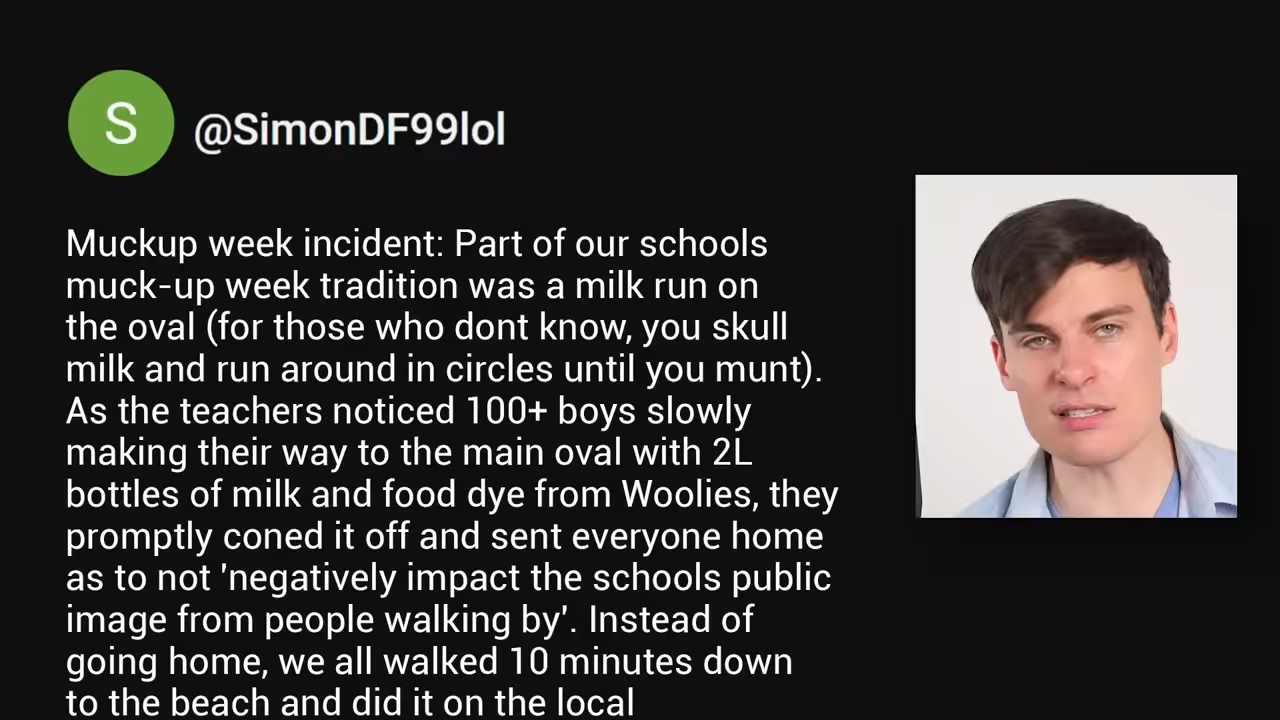 S
@SimonDF99lol
Muckup week incident: Part of our schools
muck-up week tradition was a milk run on
the oval (for those who dont know, you skull
milk and run around in circles until you munt).
As the teachers noticed 100+ boys slowly
making their way to the main oval with 2L
bottles of milk and food dye from Woolies, they
promptly coned it off and sent everyone home
as to not 'negatively impact the schools public
image from people walking by'. Instead of
going home, we all walked 10 minutes down
to the beach and did it on the local